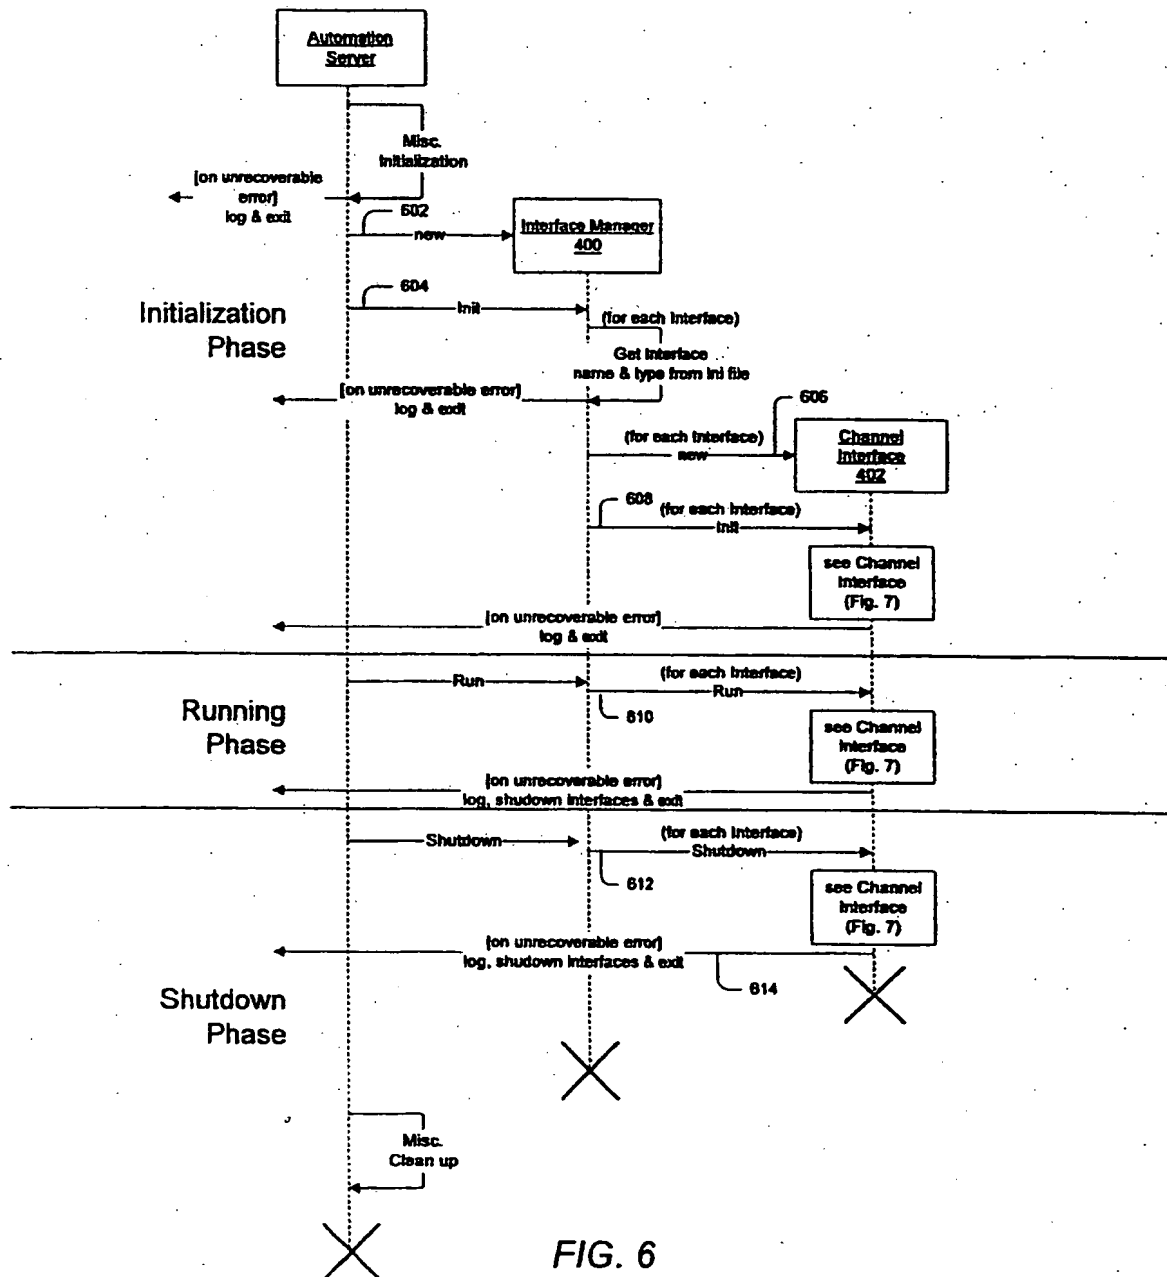 Automation
Server
Misc.
Initialization
[on unrecoverable
error]
log & exit
602
new
Interface Manager
400
604
Init
Initialization
Phase
(for each Interface)
Get Interface
name & type from ini file
[on unrecoverable error]
log & exit
606
(for each Interface)
new
Channel
Interface
402
608
(for each Interface)
Init
see Channel
Interface
(Fig. 7)
[on unrecoverable error]
log & exit
Run
(for each Interface)
Run
610
Running
Phase
see Channel
Interface
(Fig. 7)
[on unrecoverable error]
log, shudown interfaces & exit
Shutdown
(for each Interface)
Shutdown
612
see Channel
Interface
(Fig. 7)
[on unrecoverable error]
log, shudown interfaces & exit
614
Shutdown
Phase
Misc.
Clean up
FIG. 6